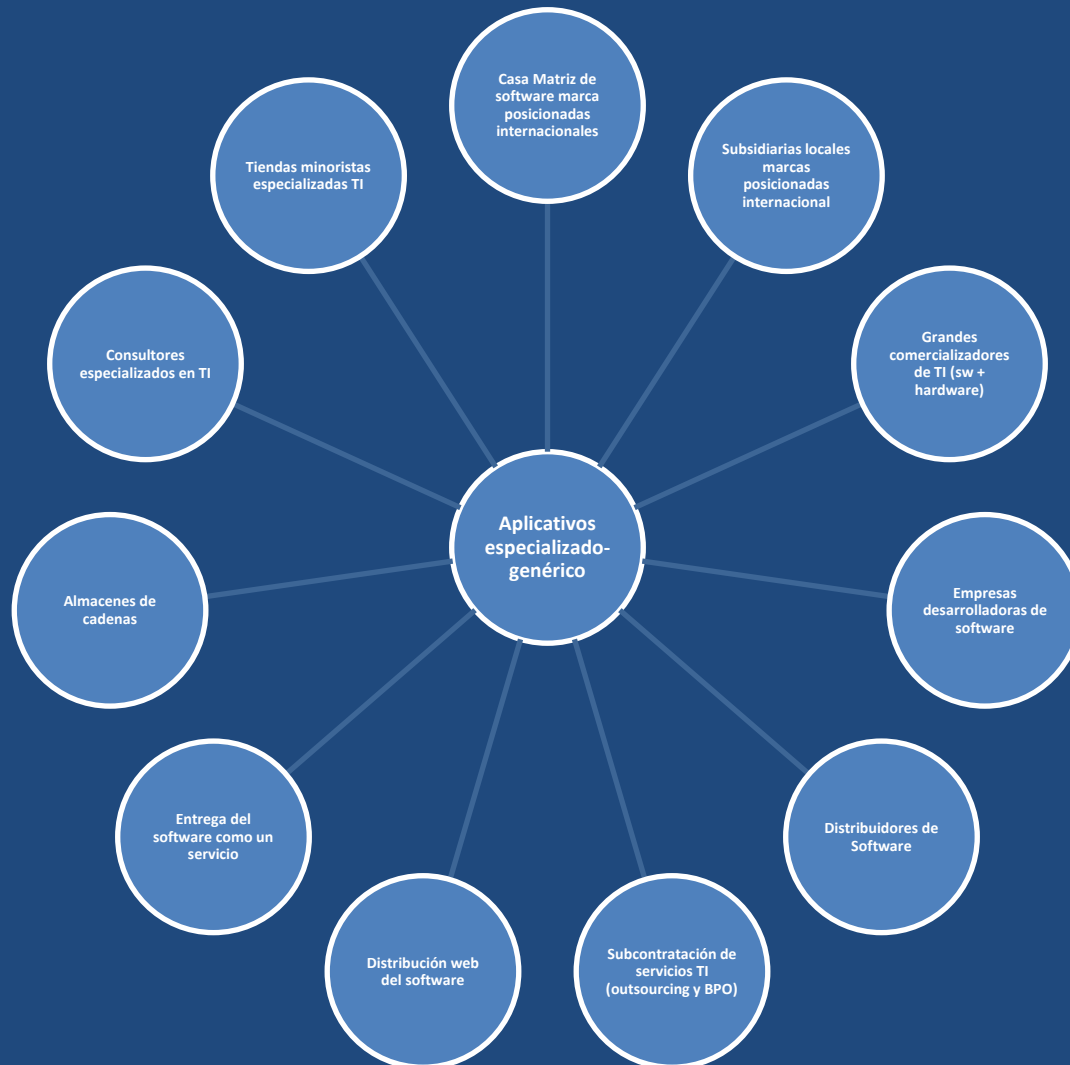 Casa Matriz de
software marca
posicionadas
internacionales
Subsidiarias locales
marcas
posicionadas
internacional
Grandes
comercializadores
de TI (sw +
hardware)
Empresas
desarrolladoras de
software
Distribuidores de
Software
Subcontratación de
servicios TI
(outsourcing y BPO)
Distribución web
del software
Entrega del
software como un
servicio
Almacenes de
cadenas
Consultores
especializados en TI
Tiendas minoristas
especializadas TI
Aplicativos
especializado-
genérico